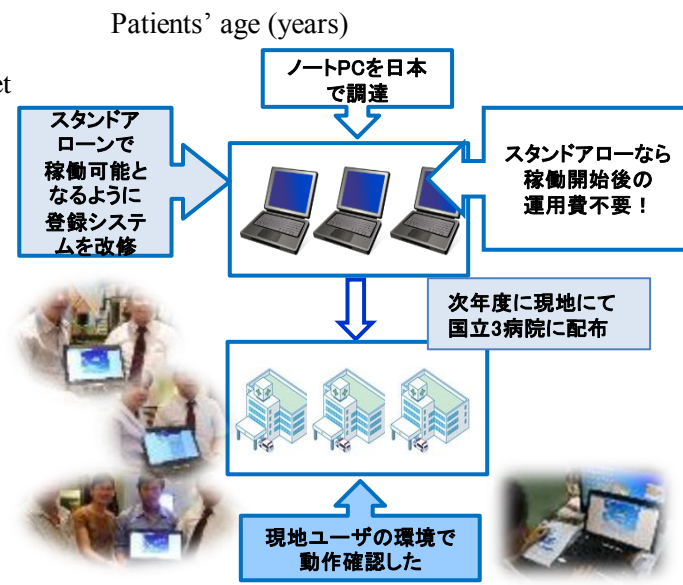 Patients’ age (years)
et
ノートPCを日本
で調達
スタンドア
ローンで
稼働可能と
なるように
登録システ
ムを改修
スタンドアローなら
稼働開始後の
運用費不要！
次年度に現地にて
国立3病院に配布
現地ユーザの環境で
動作確認した